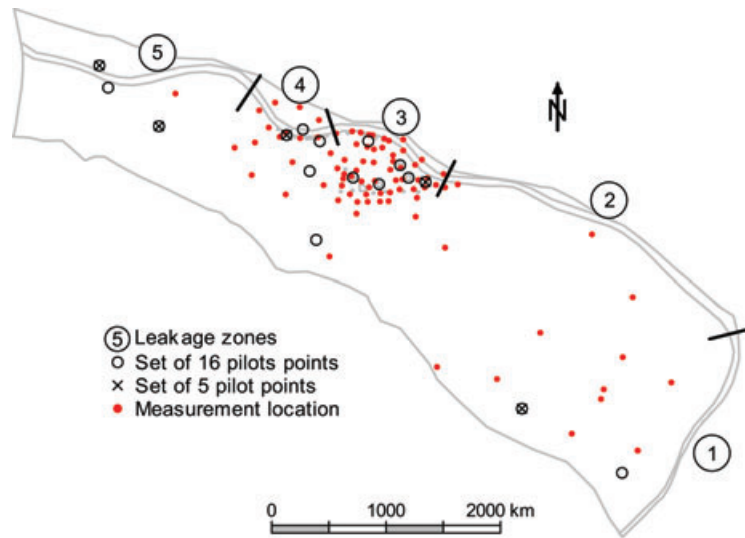 5
4
3
N
2
5 Leakage zones
Set of 16 pilots points
Set of 5 pilot points
Measurement location
1
0 1000 2000 km